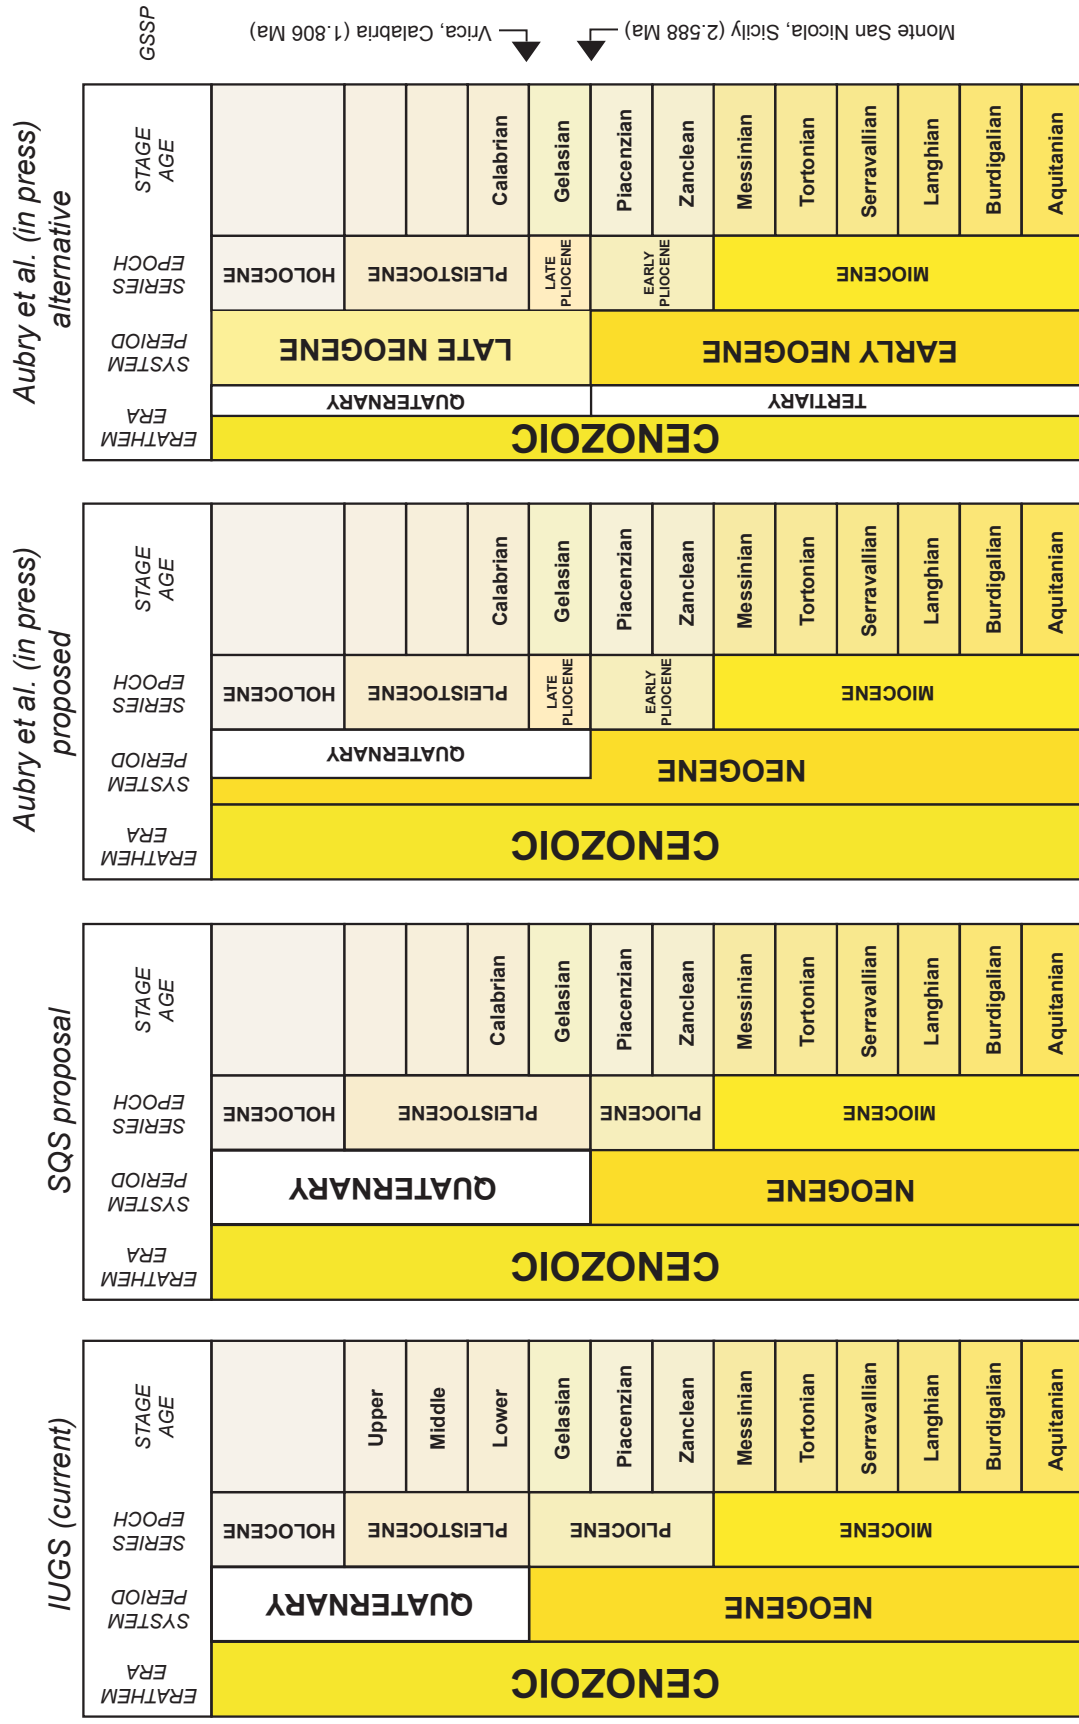 IUGS (current)
ERATHEM
ERA
SYSTEM
PERIOD
SERIES
EPOCH
STAGE
AGE
CENOZOIC
QUATERNARY
NEOGENE
HOLOCENE
PLEISTOCENE
PLIOCENE
MIOCENE
Upper
Middle
Lower
Gelasian
Piacenzian
Zanclean
Messinian
Tortonian
Serravallian
Langhian
Burdigalian
Aquitanian
SQS proposal
ERATHEM
ERA
SYSTEM
PERIOD
SERIES
EPOCH
STAGE
AGE
CENOZOIC
QUATERNARY
NEOGENE
HOLOCENE
PLEISTOCENE
PLIOCENE
MIOCENE
Calabrian
Gelasian
Piacenzian
Zanclean
Messinian
Tortonian
Serravallian
Langhian
Burdigalian
Aquitanian
Aubry et al. (in press)
proposed
ERATHEM
ERA
SYSTEM
PERIOD
SERIES
EPOCH
STAGE
AGE
CENOZOIC
QUATERNARY
NEOGENE
HOLOCENE
PLEISTOCENE
LATE
PLIOCENE
EARLY
PLIOCENE
MIOCENE
Calabrian
Gelasian
Piacenzian
Zanclean
Messinian
Tortonian
Serravallian
Langhian
Burdigalian
Aquitanian
Aubry et al. (in press)
alternative
ERATHEM
ERA
SYSTEM
PERIOD
SERIES
EPOCH
STAGE
AGE
CENOZOIC
QUATERNARY
TERTIARY
LATE NEOGENE
EARLY NEOGENE
HOLOCENE
PLEISTOCENE
LATE
PLIOCENE
EARLY
PLIOCENE
MIOCENE
Calabrian
Gelasian
Piacenzian
Zanclean
Messinian
Tortonian
Serravallian
Langhian
Burdigalian
Aquitanian
GSSP
Vrica, Calabria (1.806 Ma)
Monte San Nicola, Sicily (2.588 Ma)